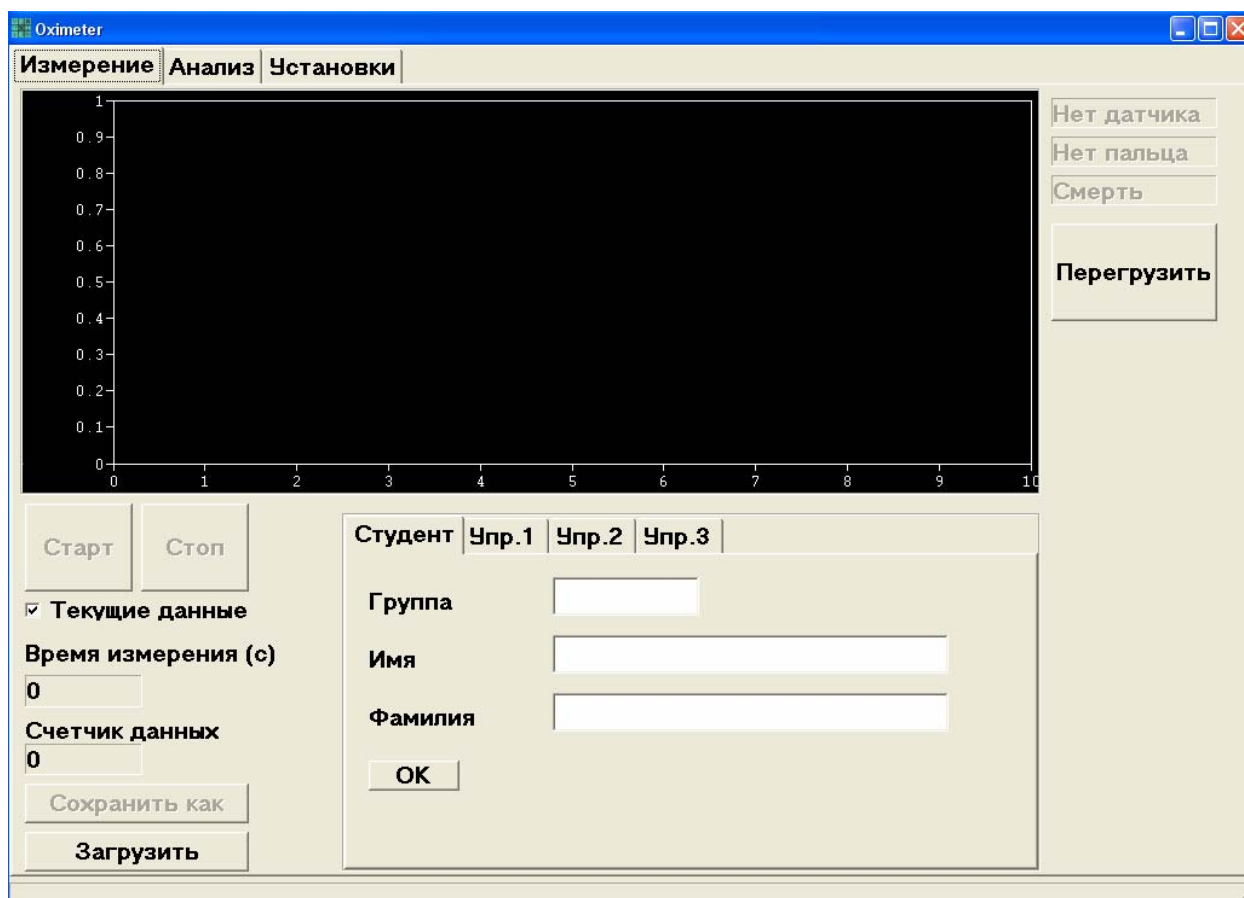 Oximeter
Измерение Анализ Установки
1
0.9
0.8
0.7
0.6
0.5
0.4
0.3
0.2
0.1
0
0 1 2 3 4 5 6 7 8 9 10
Нет датчика
Нет пальца
Смерть
Перегрузить
Старт Стоп
Текущие данные
Время измерения (с)
0
Счетчик данных
0
Сохранить как
Загрузить
Студент Упр.1 Упр.2 Упр.3
Группа
Имя
Фамилия
OK